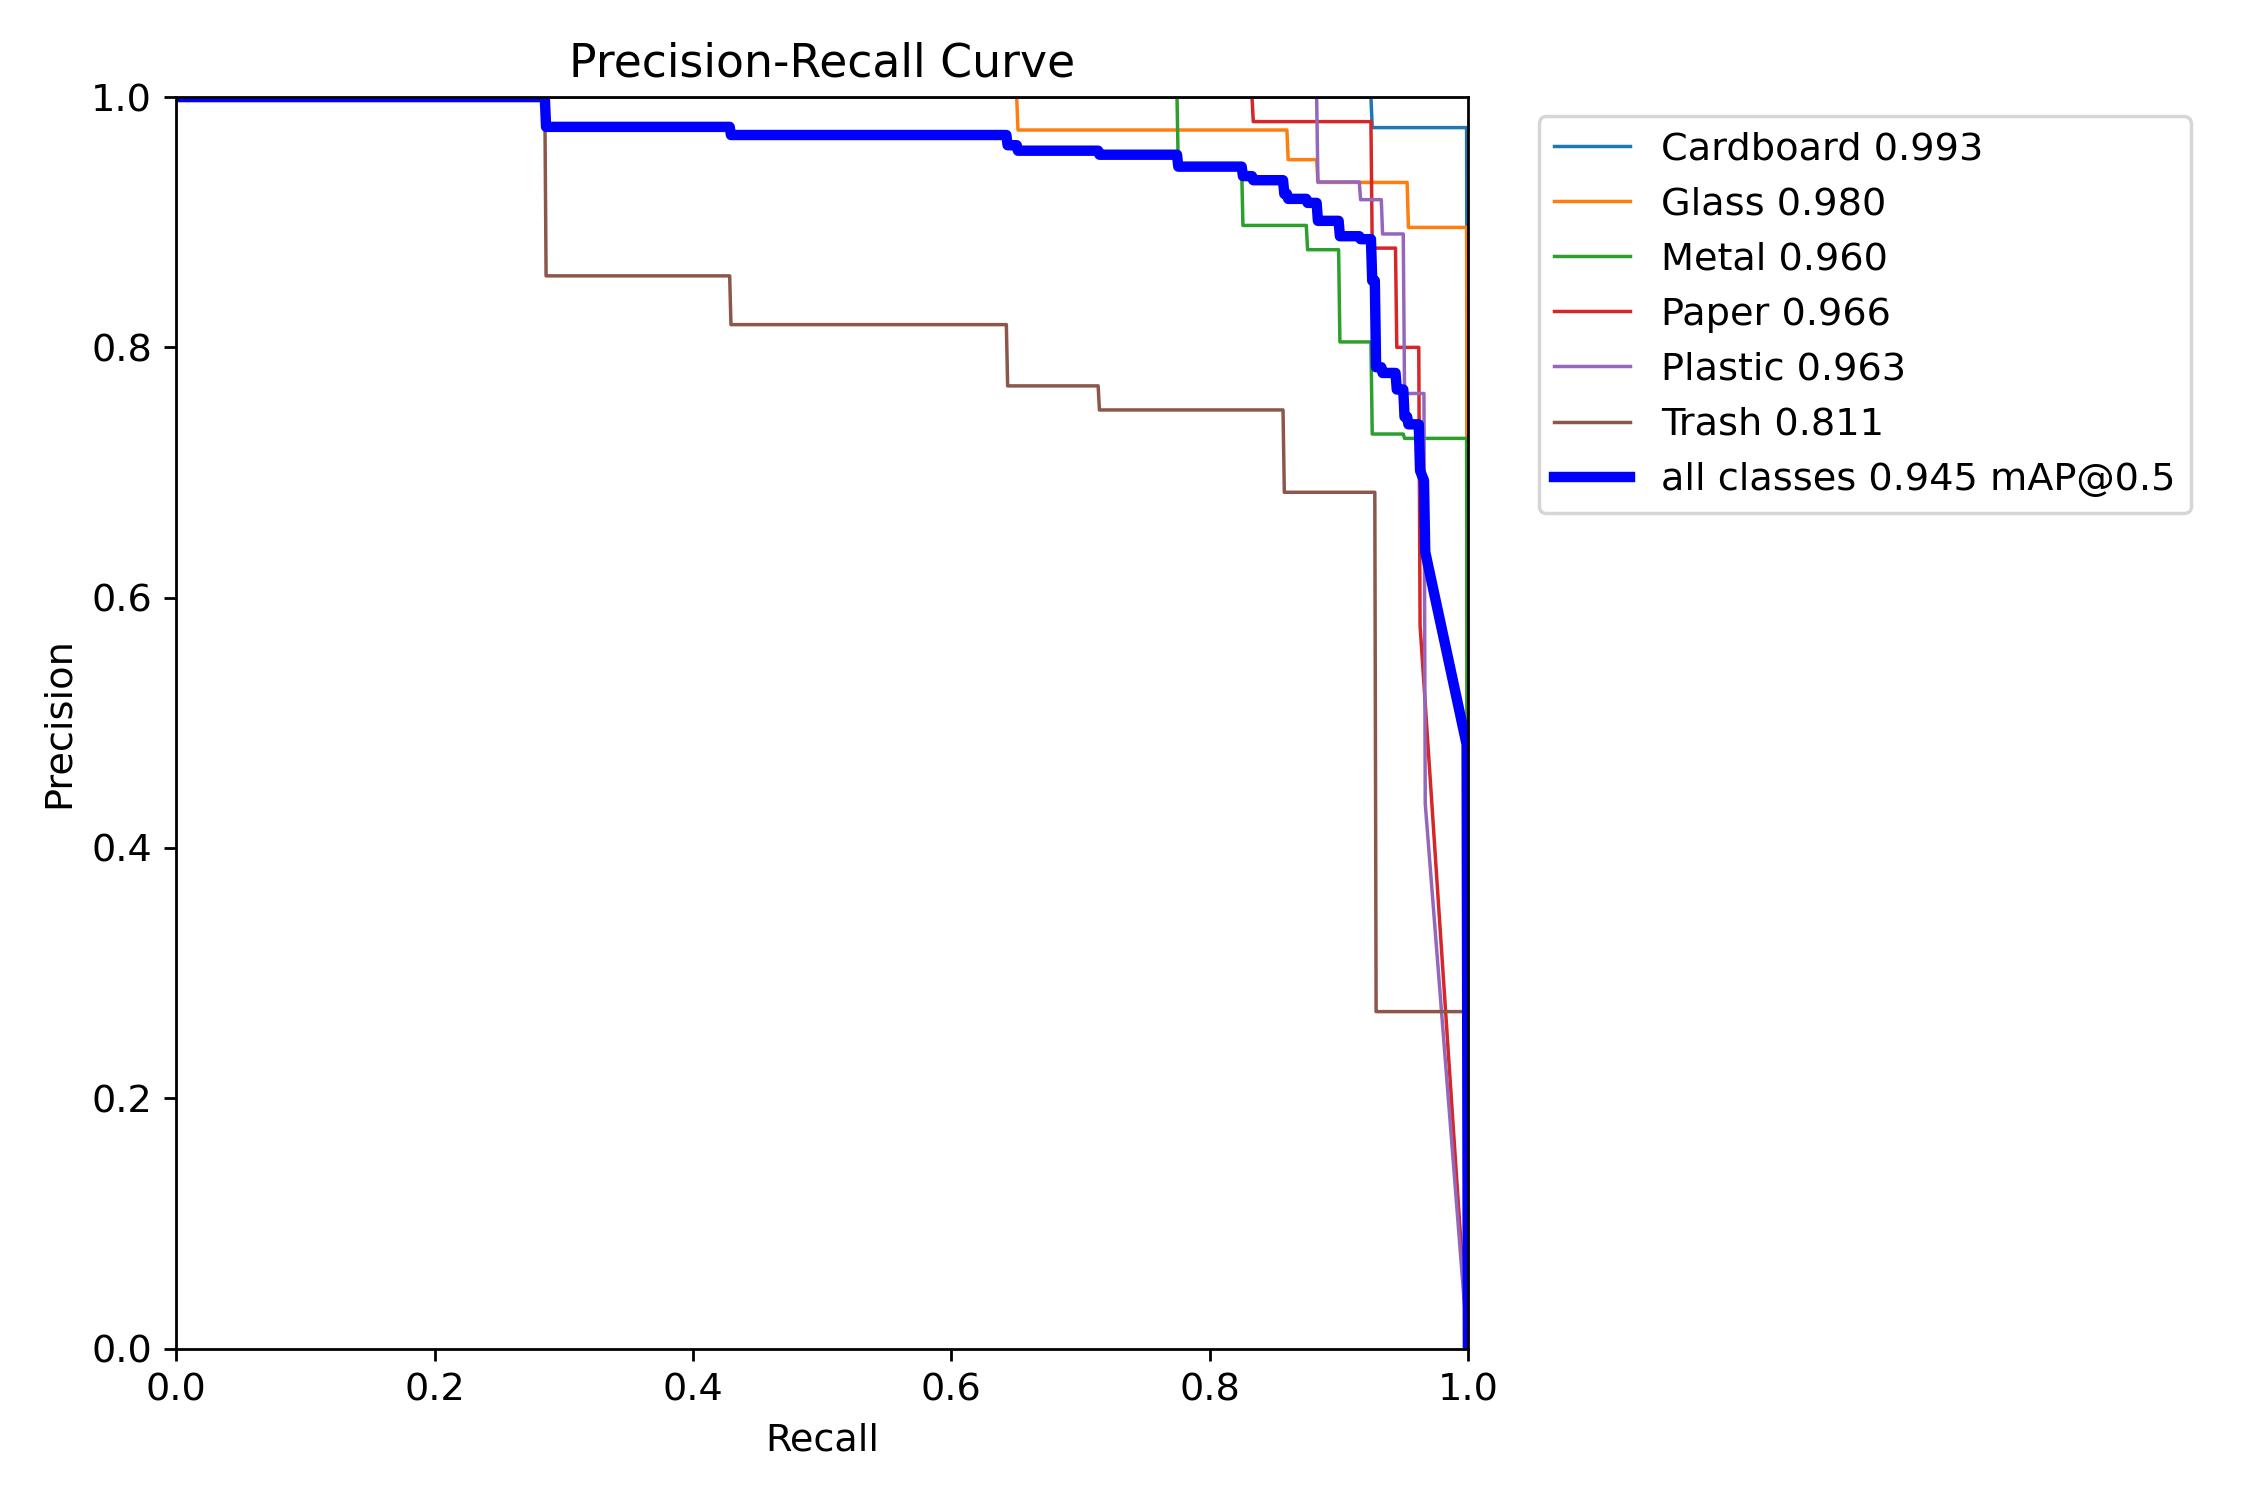 Precision-Recall Curve
1.0
0.8
0.6
0.4
0.2
0.0
Precision
0.0 0.2 0.4 0.6 0.8 1.0
Recall
Cardboard 0.993
Glass 0.980
Metal 0.960
Paper 0.966
Plastic 0.963
Trash 0.811
all classes 0.945 mAP@0.5